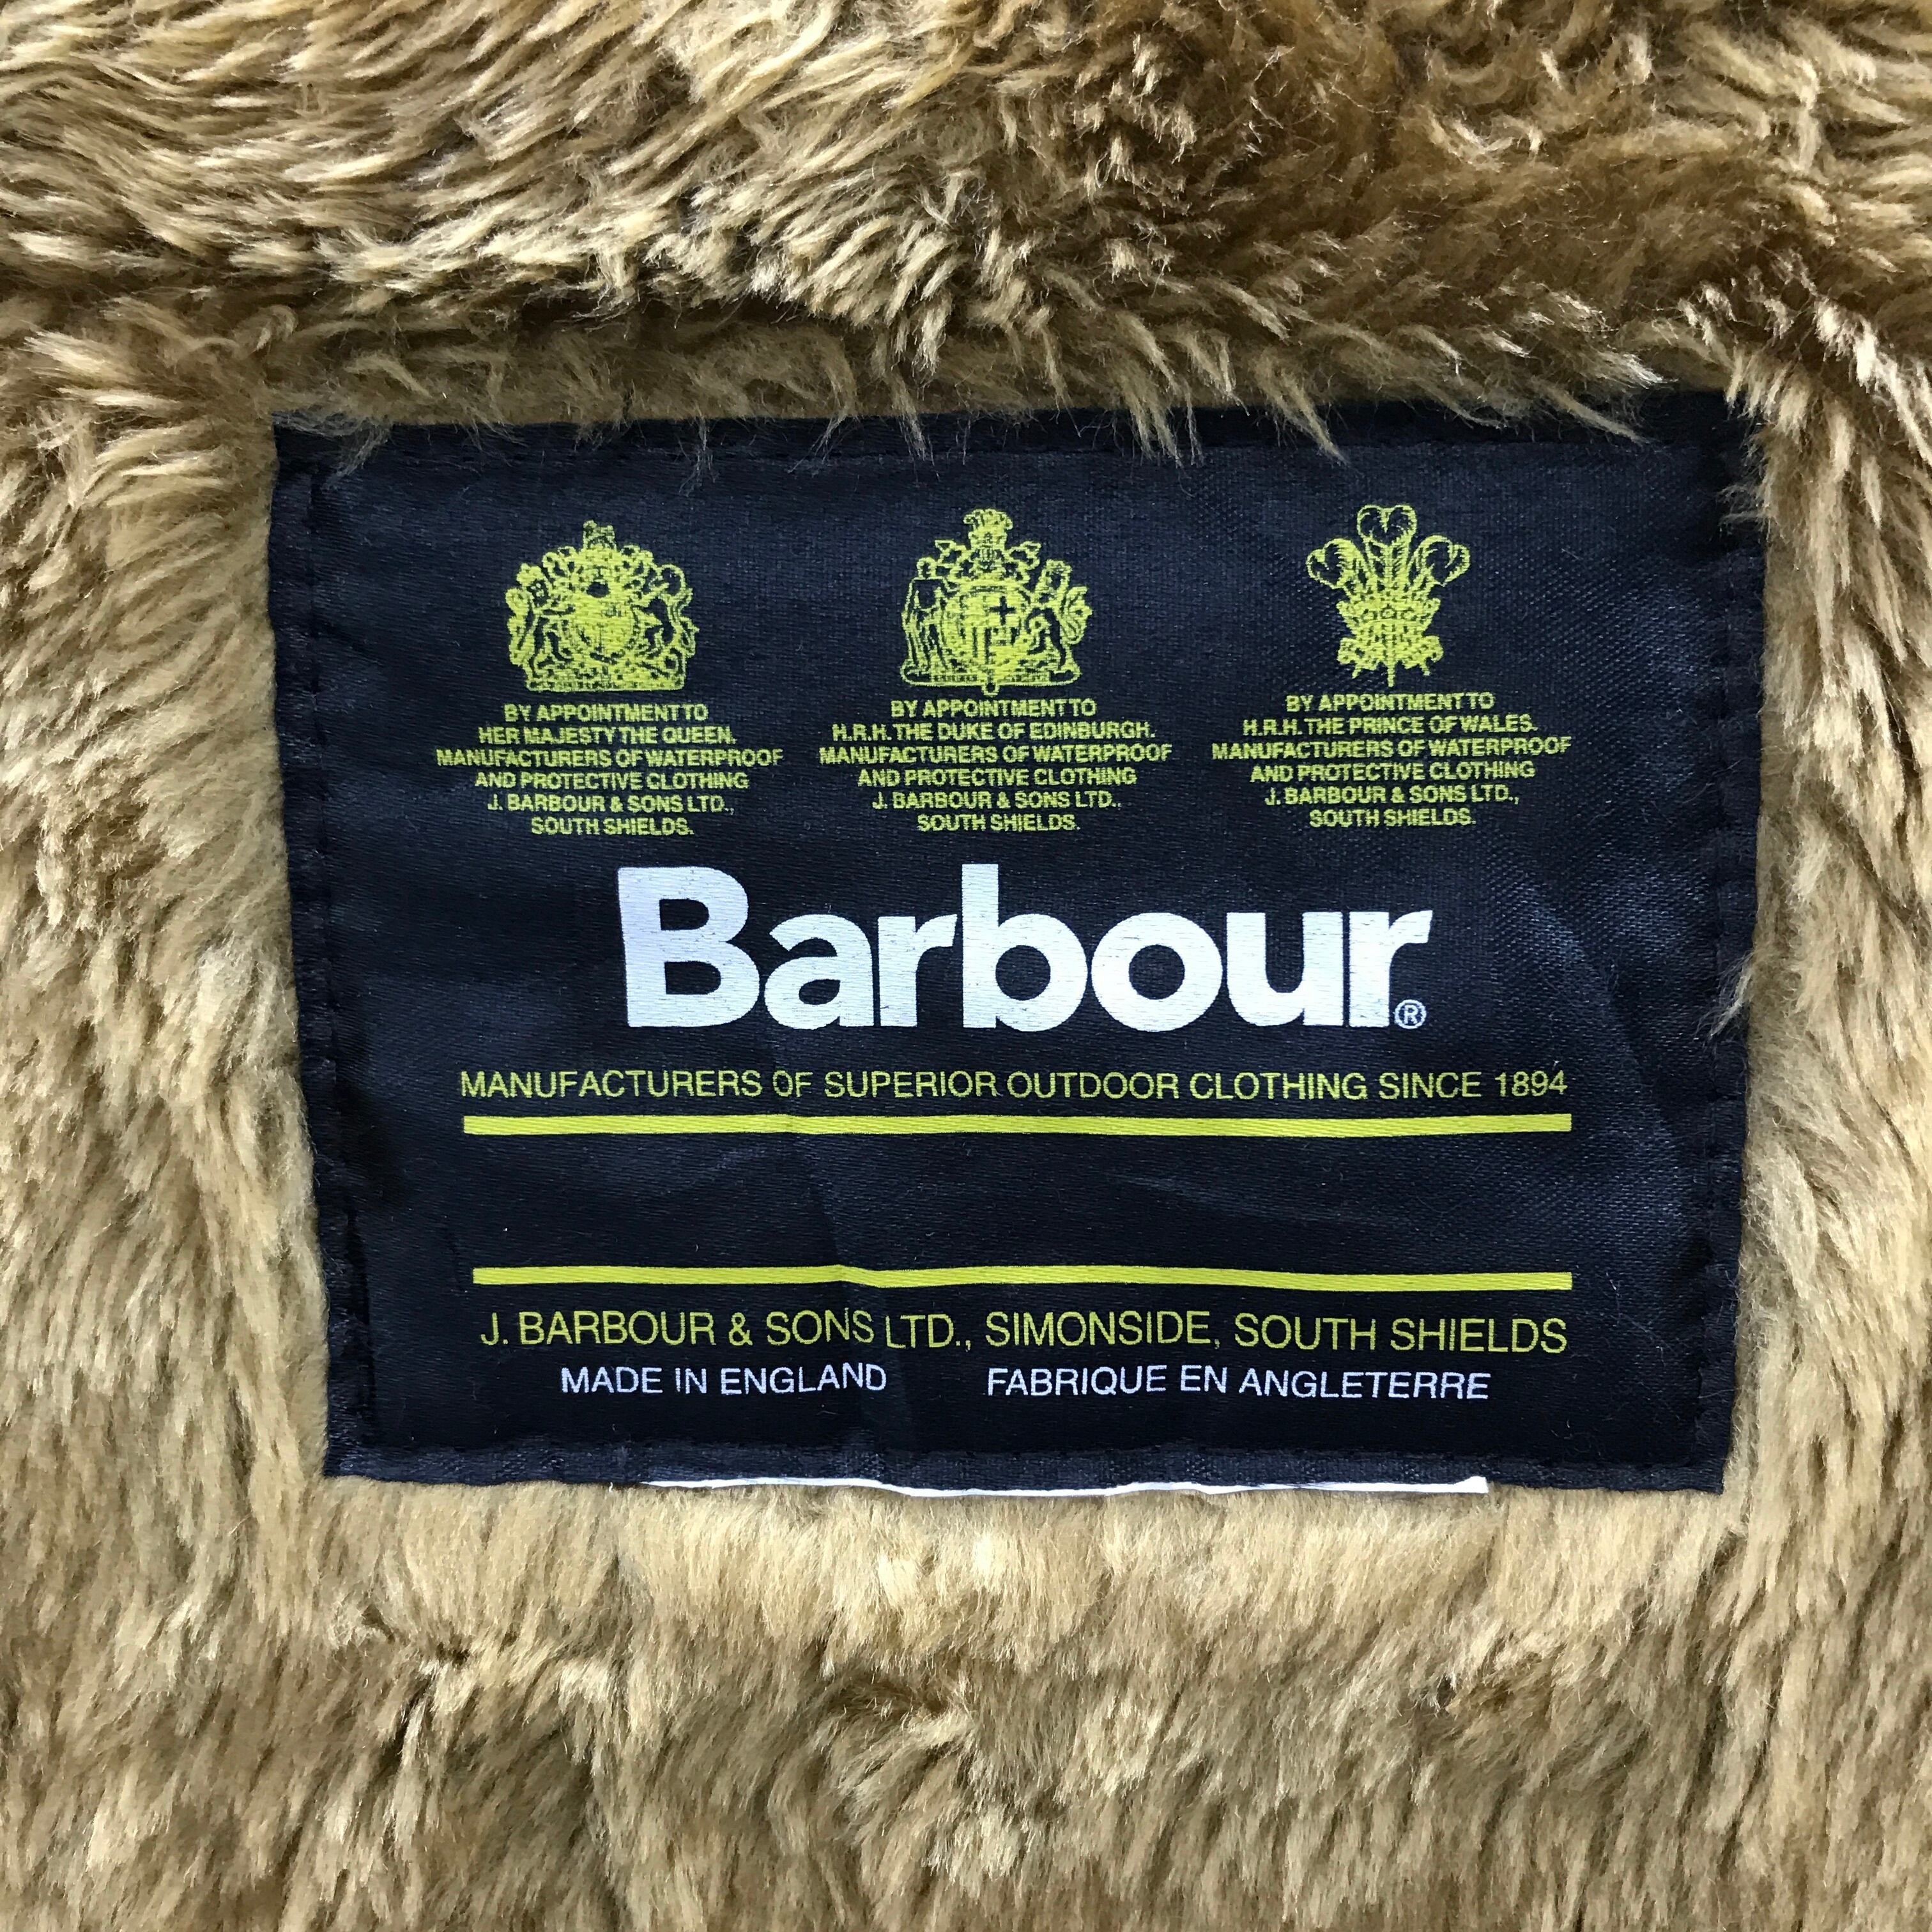 BY APPOINTMENT TO
HER MAJESTY THE QUEEN.
MANUFACTURERS OF WATERPROOF
AND PROTECTIVE CLOTHING
J. BARBOUR & SONS LTD.,
SOUTH SHIELDS.
BY APPOINTMENT TO
H.R.H. THE DUKE OF EDINBURGH.
MANUFACTURERS OF WATERPROOF
AND PROTECTIVE CLOTHING
J. BARBOUR & SONS LTD..
SOUTH SHIELDS.
BY APPOINTMENT TO
H.R.H. THE PRINCE OF WALES.
MANUFACTURERS OF WATERPROOF
AND PROTECTIVE CLOTHING
J. BARBOUR & SONS LTD.,
SOUTH SHIELDS.
Barbour®
MANUFACTURERS OF SUPERIOR OUTDOOR CLOTHING SINCE 1894
J. BARBOUR & SONS LTD., SIMONSIDE, SOUTH SHIELDS
MADE IN ENGLAND FABRIQUE EN ANGLETERRE